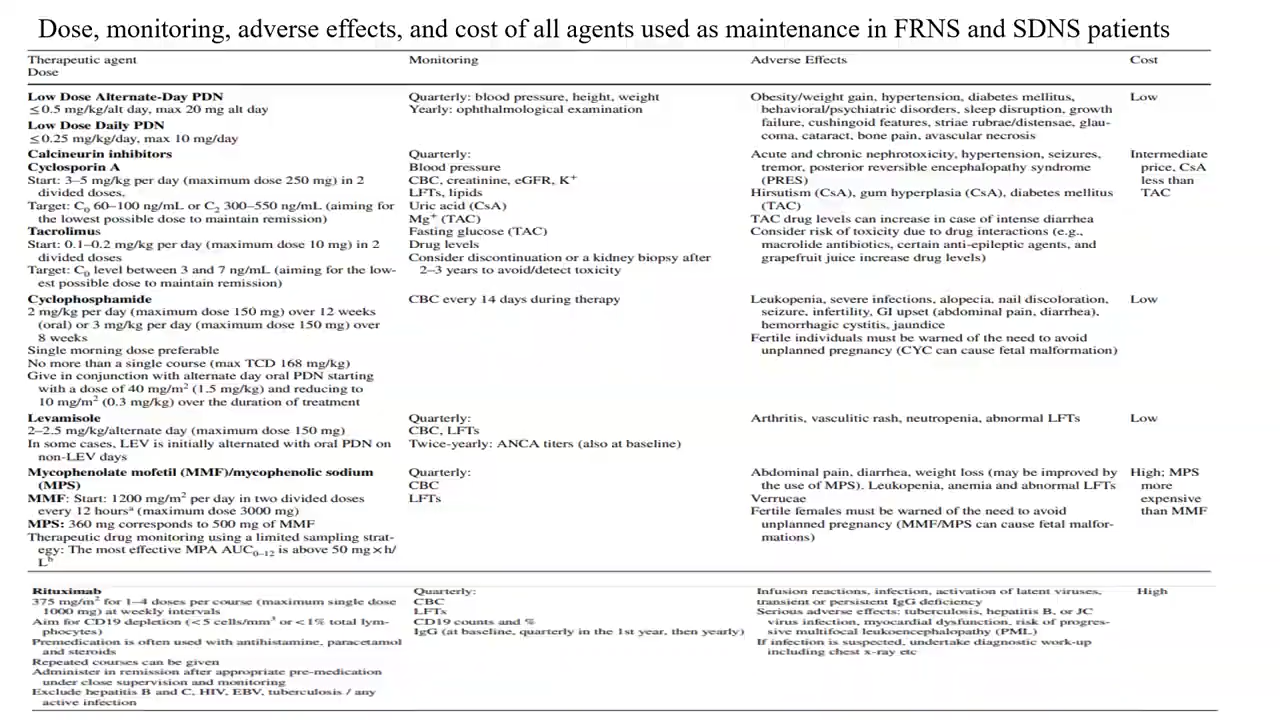 Dose, monitoring, adverse effects, and cost of all agents used as maintenance in FRNS and SDNS patients
Therapeutic agent
Dose
Monitoring
Adverse Effects
Cost
Low Dose Alternate-Day PDN
≤0.5 mg/kg/alt day, max 20 mg alt day
Low Dose Daily PDN
≤0.25 mg/kg/day, max 10 mg/day
Quarterly: blood pressure, height, weight
Yearly: ophthalmological examination
Obesity/weight gain, hypertension, diabetes mellitus,
behavioral/psychiatric disorders, sleep disruption, growth
failure, cushingoid features, striae rubrae/distensae, glau-
coma, cataract, bone pain, avascular necrosis
Low
Calcineurin inhibitors
Cyclosporin A
Start: 3–5 mg/kg per day (maximum dose 250 mg) in 2
divided doses,
Target: C0 60–100 ng/mL or C2 300–550 ng/mL (aiming for
the lowest possible dose to maintain remission)
Tacrolimus
Start: 0.1–0.2 mg/kg per day (maximum dose 10 mg) in 2
divided doses
Target: C0 level between 3 and 7 ng/mL (aiming for the low-
est possible dose to maintain remission)
Quarterly:
Blood pressure
CBC, creatinine, eGFR, K+
LFTs, lipids
Uric acid (CsA)
Mg+ (TAC)
Fasting glucose (TAC)
Drug levels
Consider discontinuation or a kidney biopsy after
2–3 years to avoid/detect toxicity
Acute and chronic nephrotoxicity, hypertension, seizures,
tremor, posterior reversible encephalopathy syndrome
(PRES)
Hirsutism (CsA), gum hyperplasia (CsA), diabetes mellitus
(TAC)
TAC drug levels can increase in case of intense diarrhea
Consider risk of toxicity due to drug interactions (e.g.,
macrolide antibiotics, certain anti-epileptic agents, and
grapefruit juice increase drug levels)
Intermediate
price, CsA
less than
TAC
Cyclophosphamide
2 mg/kg per day (maximum dose 150 mg) over 12 weeks
(oral) or 3 mg/kg per day (maximum dose 150 mg) over
8 weeks
Single morning dose preferable
No more than a single course (max TCD 168 mg/kg)
Give in conjunction with alternate day oral PDN starting
with a dose of 40 mg/m2 (1.5 mg/kg) and reducing to
10 mg/m2 (0.3 mg/kg) over the duration of treatment
CBC every 14 days during therapy
Leukopenia, severe infections, alopecia, nail discoloration,
seizure, infertility, GI upset (abdominal pain, diarrhea),
hemorrhagic cystitis, jaundice
Fertile individuals must be warned of the need to avoid
unplanned pregnancy (CYC can cause fetal malformation)
Low
Levamisole
2–2.5 mg/kg/alternate day (maximum dose 150 mg)
In some cases, LEV is initially alternated with oral PDN on
non-LEV days
Quarterly:
CBC, LFTs
Twice-yearly: ANCA titers (also at baseline)
Arthritis, vasculitic rash, neutropenia, abnormal LFTs
Low
Mycophenolate mofetil (MMF)/mycophenolic sodium
(MPS)
MMF: Start: 1200 mg/m2 per day in two divided doses
every 12 hoursa (maximum dose 3000 mg)
MPS: 360 mg corresponds to 500 mg of MMF
Therapeutic drug monitoring using a limited sampling strat-
egy: The most effective MPA AUC0–12 is above 50 mg×h/
Lb
Quarterly:
CBC
LFTs
Abdominal pain, diarrhea, weight loss (may be improved by
the use of MPS). Leukopenia, anemia and abnormal LFTs
Verrucae
Fertile females must be warned of the need to avoid
unplanned pregnancy (MMF/MPS can cause fetal malfor-
mations)
High; MPS
more
expensive
than MMF
Rituximab
375 mg/m2 for 1–4 doses per course (maximum single dose
1000 mg) at weekly intervals
Aim for CD19 depletion (<5 cells/mm3 or <1% total lym-
phocytes)
Premedication is often used with antihistamine, paracetamol
and steroids
Repeated courses can be given
Administer in remission after appropriate pre-medication
under close supervision and monitoring
Exclude hepatitis B and C, HIV, EBV, tuberculosis / any
active infection
Quarterly:
CBC
LFTs
CD19 counts and %
IgG (at baseline, quarterly in the 1st year, then yearly)
Infusion reactions, infection, activation of latent viruses,
transient or persistent IgG deficiency
Serious adverse effects: tuberculosis, hepatitis B, or JC
virus infection, myocardial dysfunction, risk of progres-
sive multifocal leukoencephalopathy (PML)
If infection is suspected, undertake diagnostic work-up
including chest x-ray etc
High